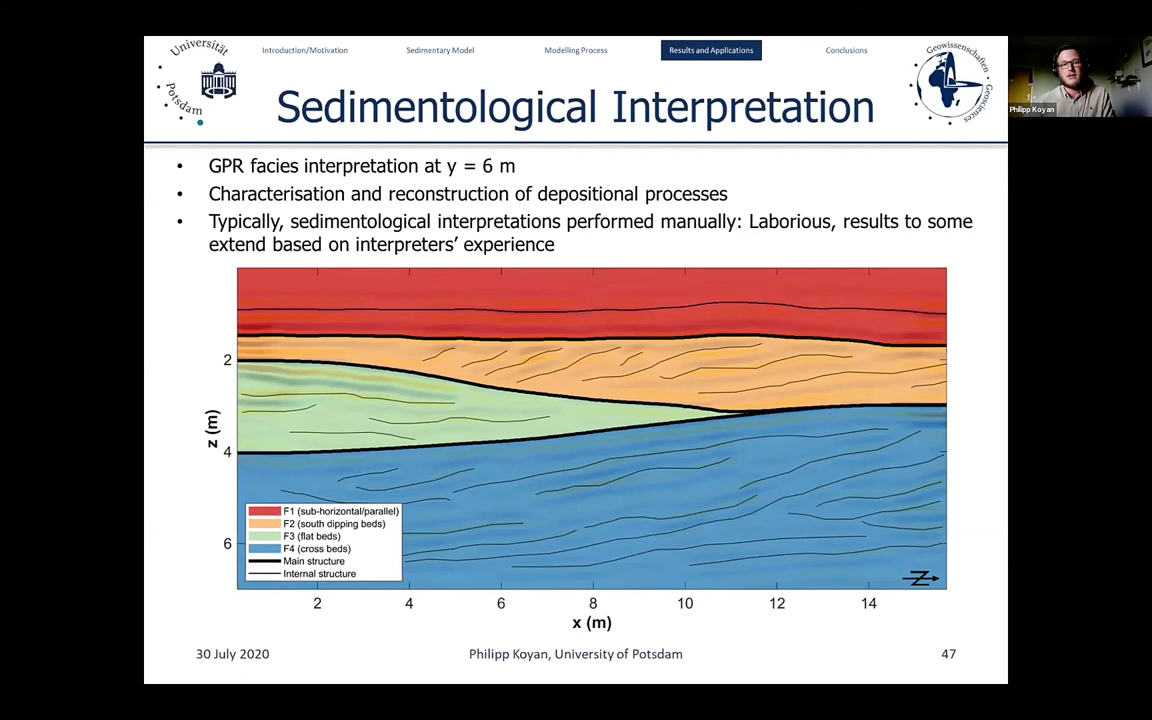 Universität Potsdam
Introduction/Motivation
Sedimentary Model
Modelling Process
Results and Applications
Conclusions
Geowissenschaften
Geosciences
Philipp Koyan
Sedimentological Interpretation
• GPR facies interpretation at y = 6 m
• Characterisation and reconstruction of depositional processes
• Typically, sedimentological interpretations performed manually: Laborious, results to some
extend based on interpreters’ experience
2
4
6
z (m)
F1 (sub-horizontal/parallel)
F2 (south dipping beds)
F3 (flat beds)
F4 (cross beds)
Main structure
Internal structure
N
2 4 6 8 10 12 14
x (m)
30 July 2020
Philipp Koyan, University of Potsdam
47